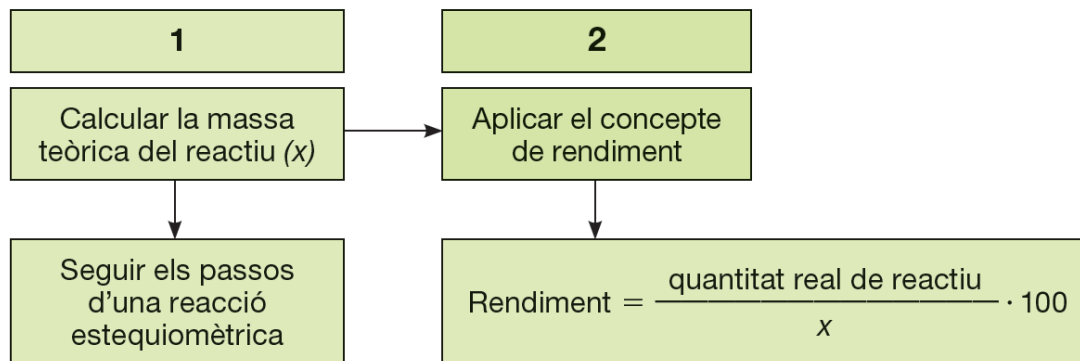 1
2
Calcular la massa
teòrica del reactiu (x)
Aplicar el concepte
de rendiment
Seguir els passos
d'una reacció
estequiomètrica
Rendiment = quantitat real de reactiu / x · 100